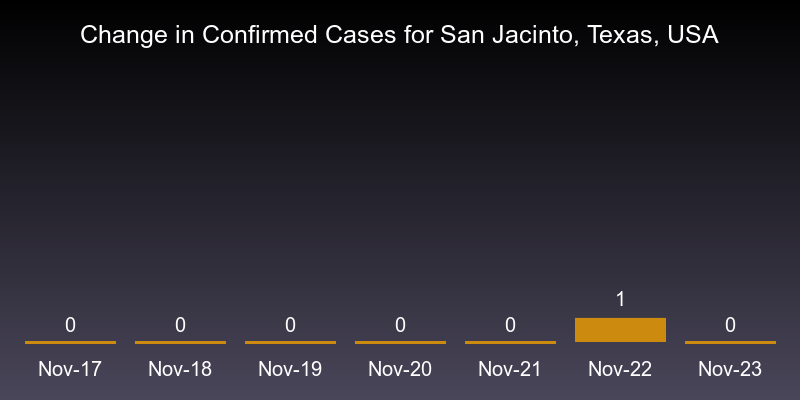 Change in Confirmed Cases for San Jacinto, Texas, USA
0 0 0 0 0 1 0
Nov-17 Nov-18 Nov-19 Nov-20 Nov-21 Nov-22 Nov-23